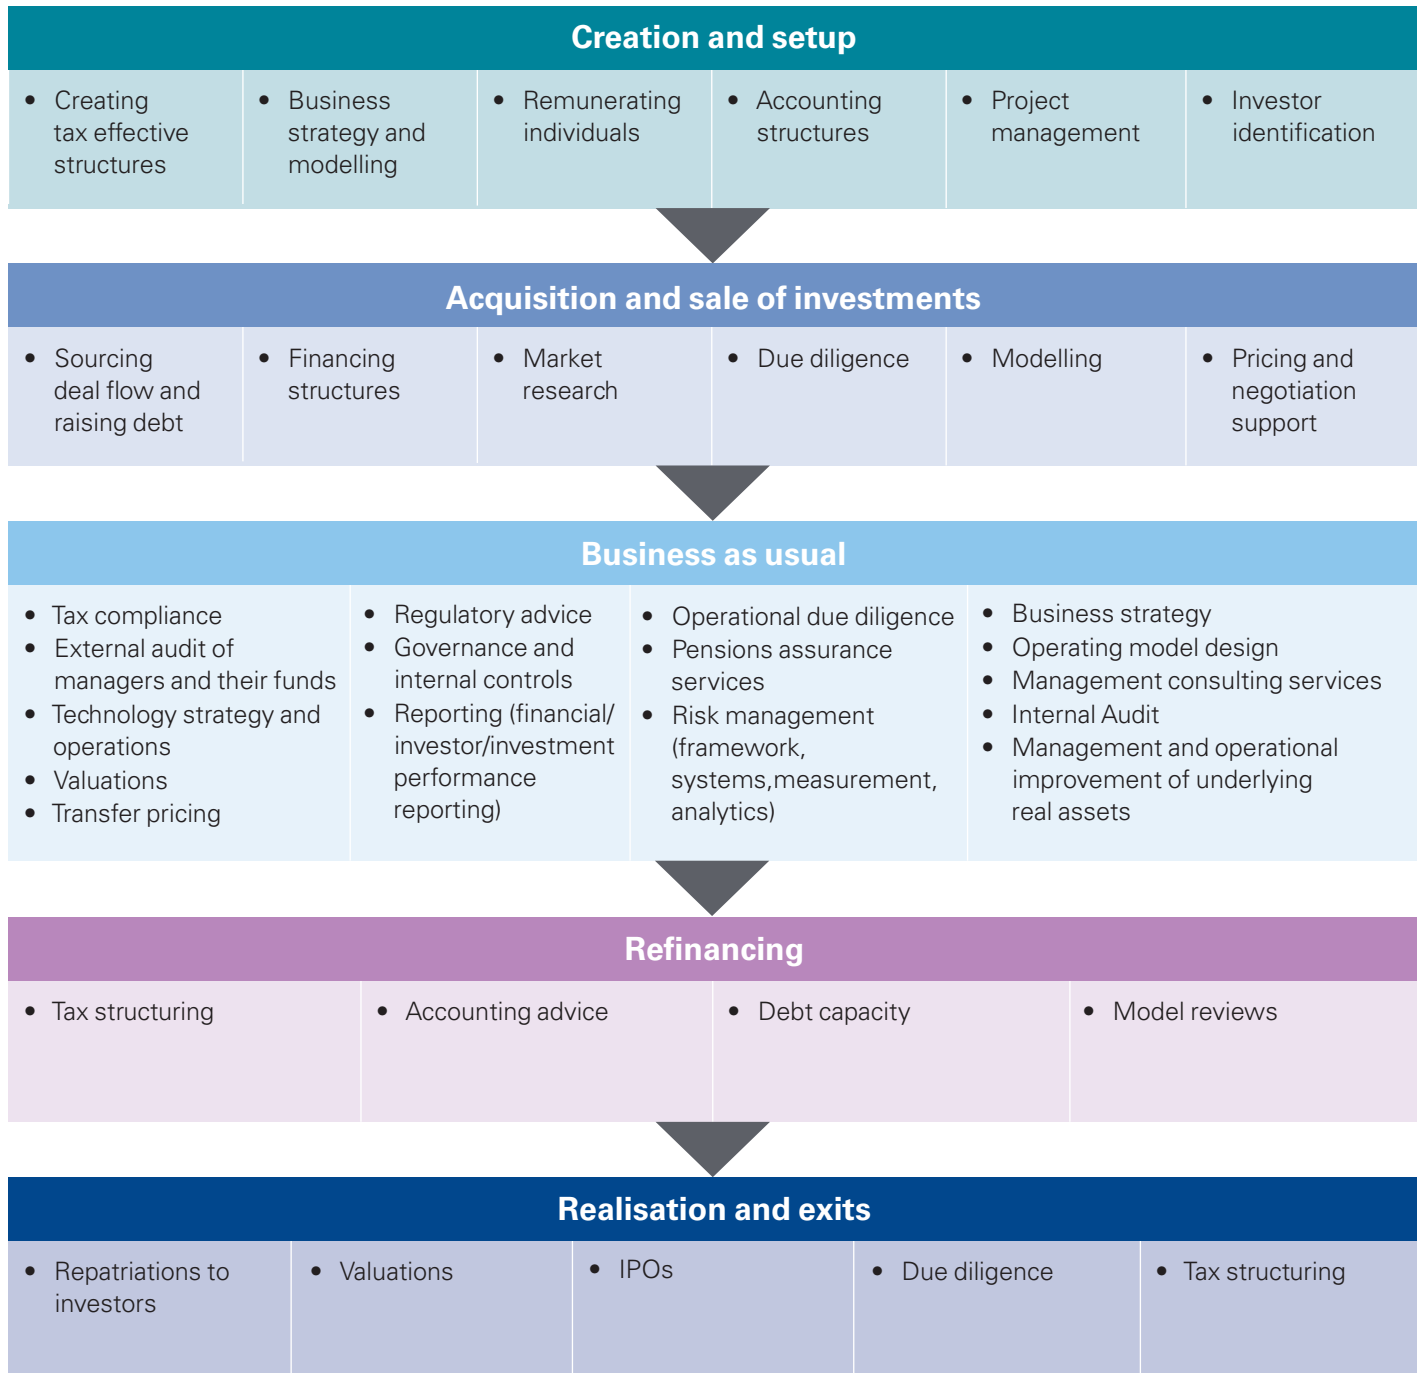 Creation and setup
• Creating
tax effective
structures
• Business
strategy and
modelling
• Remunerating
individuals
• Accounting
structures
• Project
management
• Investor
identification
Acquisition and sale of investments
• Sourcing
deal flow and
raising debt
• Financing
structures
• Market
research
• Due diligence
• Modelling
• Pricing and
negotiation
support
Business as usual
• Tax compliance
• External audit of
managers and their funds
• Technology strategy and
operations
• Valuations
• Transfer pricing
• Regulatory advice
• Governance and
internal controls
• Reporting (financial/
investor/investment
performance
reporting)
• Operational due diligence
• Pensions assurance
services
• Risk management
(framework,
systems,measurement,
analytics)
• Business strategy
• Operating model design
• Management consulting services
• Internal Audit
• Management and operational
improvement of underlying
real assets
Refinancing
• Tax structuring
• Accounting advice
• Debt capacity
• Model reviews
Realisation and exits
• Repatriations to
investors
• Valuations
• IPOs
• Due diligence
• Tax structuring